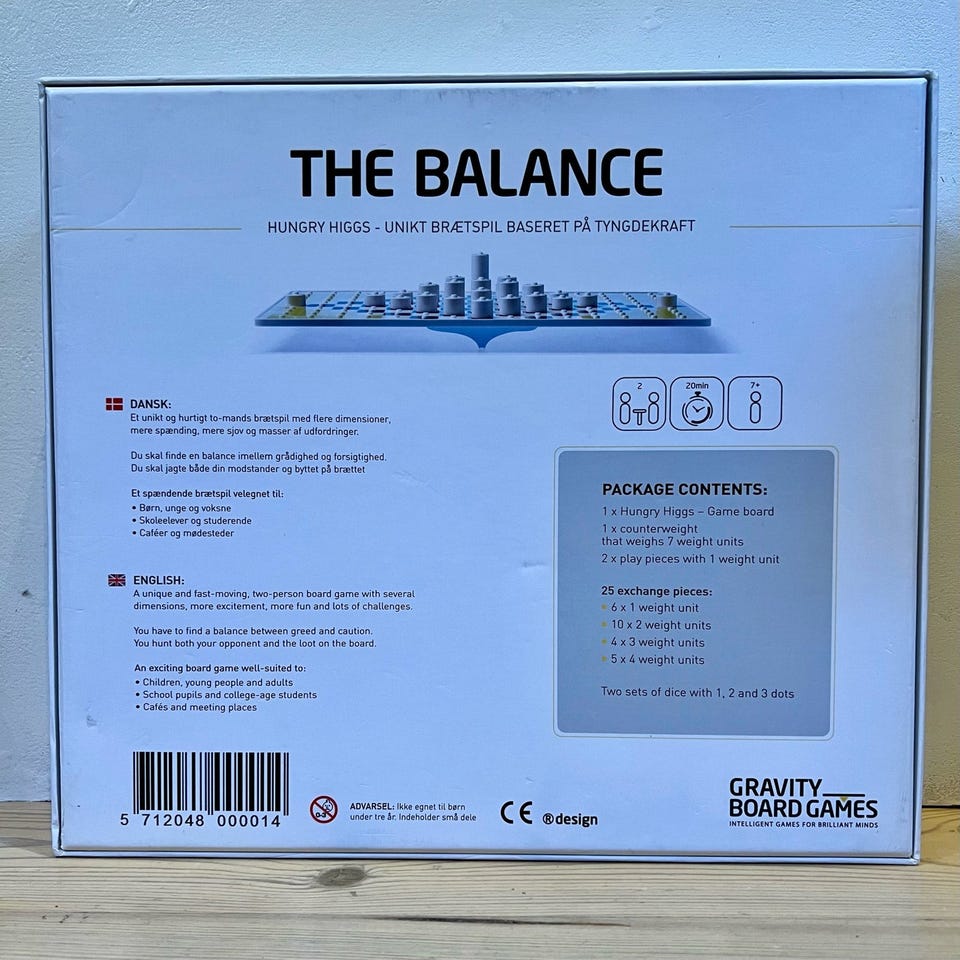 THE BALANCE
HUNGRY HIGGS - UNIKT BRÆTSPIL BASERET PÅ TYNGDEKRAFT
2
20min
7+
DANSK:
Et unikt og hurtigt to-mands brætspil med flere dimensioner,
mere spænding, mere sjov og masser af udfordringer.
Du skal finde en balance imellem grådighed og forsigtighed.
Du skal jagte både din modstander og byttet på brættet
Et spændende brætspil velegnet til:
• Børn, unge og voksne
• Skoleelever og studerende
• Caféer og mødesteder
ENGLISH:
A unique and fast-moving, two-person board game with several
dimensions, more excitement, more fun and lots of challenges.
You have to find a balance between greed and caution.
You hunt both your opponent and the loot on the board.
An exciting board game well-suited to:
• Children, young people and adults
• School pupils and college-age students
• Cafés and meeting places
PACKAGE CONTENTS:
1 x Hungry Higgs – Game board
1 x counterweight
that weighs 7 weight units
2 x play pieces with 1 weight unit
25 exchange pieces:
• 6 x 1 weight unit
• 10 x 2 weight units
• 4 x 3 weight units
• 5 x 4 weight units
Two sets of dice with 1, 2 and 3 dots
5 712048 000014
0-3
ADVARSEL: Ikke egnet til børn
under tre år. Indeholder små dele
CE
®design
GRAVITY
BOARD GAMES
INTELLIGENT GAMES FOR BRILLIANT MINDS